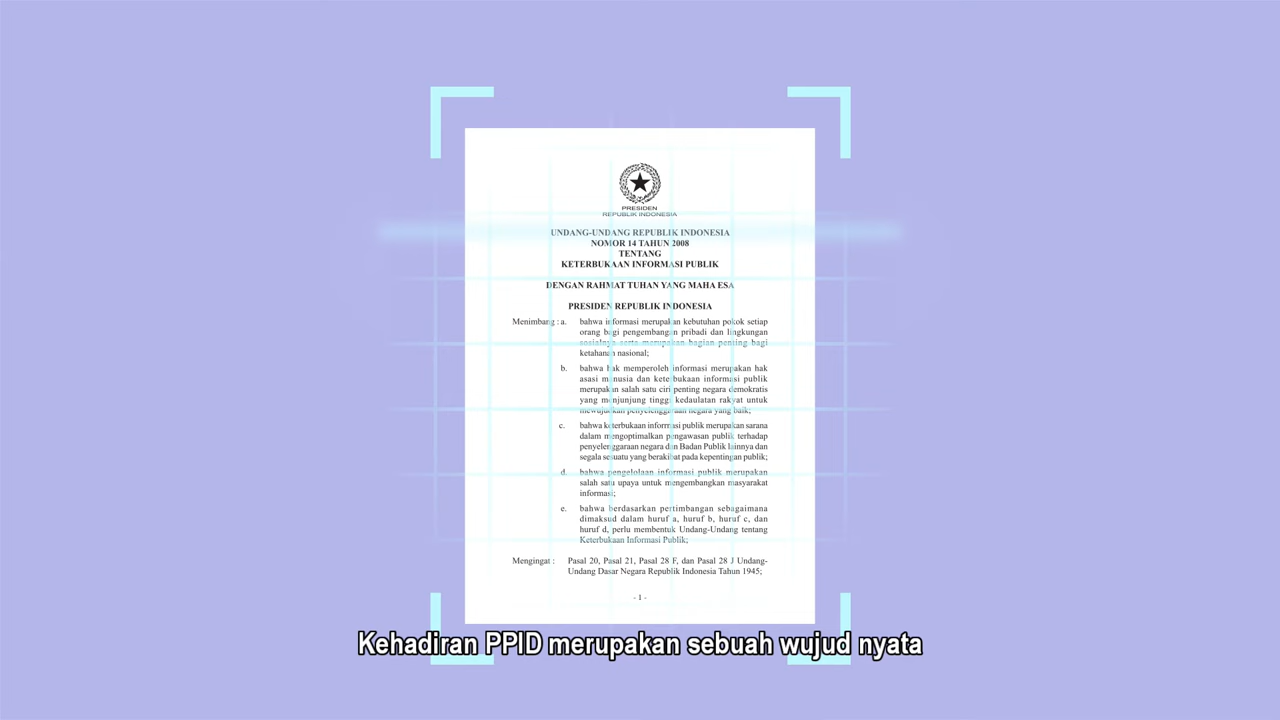 PRESIDEN
REPUBLIK INDONESIA
UNDANG-UNDANG REPUBLIK INDONESIA
NOMOR 14 TAHUN 2008
TENTANG
KETERBUKAAN INFORMASI PUBLIK
DENGAN RAHMAT TUHAN YANG MAHA ESA
PRESIDEN REPUBLIK INDONESIA
Menimbang : a. bahwa informasi merupakan kebutuhan pokok setiap
orang bagi pengembangan pribadi dan lingkungan
sosialnya serta merupakan bagian penting bagi
ketahanan nasional;
b. bahwa hak memperoleh informasi merupakan hak
asasi manusia dan keterbukaan informasi publik
merupakan salah satu ciri penting negara demokratis
yang menjunjung tinggi kedaulatan rakyat untuk
mewujudkan penyelenggaraan negara yang baik;
c. bahwa keterbukaan informasi publik merupakan sarana
dalam mengoptimalkan pengawasan publik terhadap
penyelenggaraan negara dan Badan Publik lainnya dan
segala sesuatu yang berakibat pada kepentingan publik;
d. bahwa pengelolaan informasi publik merupakan
salah satu upaya untuk mengembangkan masyarakat
informasi;
e. bahwa berdasarkan pertimbangan sebagaimana
dimaksud dalam huruf a, huruf b, huruf c, dan
huruf d, perlu membentuk Undang-Undang tentang
Keterbukaan Informasi Publik;
Mengingat : Pasal 20, Pasal 21, Pasal 28 F, dan Pasal 28 J Undang-
Undang Dasar Negara Republik Indonesia Tahun 1945;
- 1 -
Kehadiran PPID merupakan sebuah wujud nyata